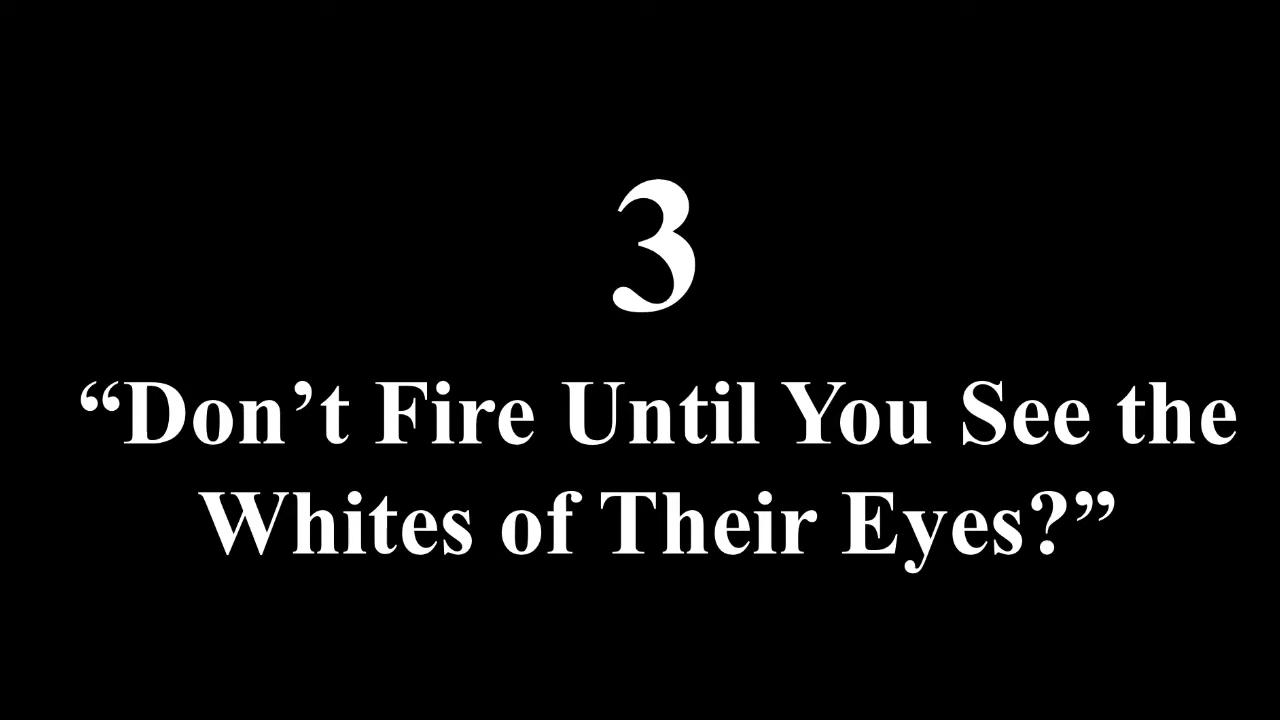 3
“Don’t Fire Until You See the
Whites of Their Eyes?”